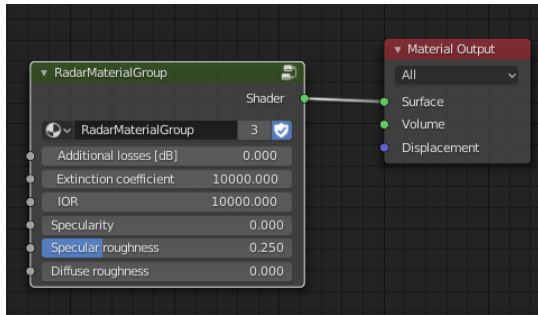 RadarMaterialGroup
Shader
RadarMaterialGroup 3
Additional losses [dB] 0.000
Extinction coefficient 10000.000
IOR 10000.000
Specularity 0.000
Specular roughness 0.250
Diffuse roughness 0.000
Material Output
All
Surface
Volume
Displacement